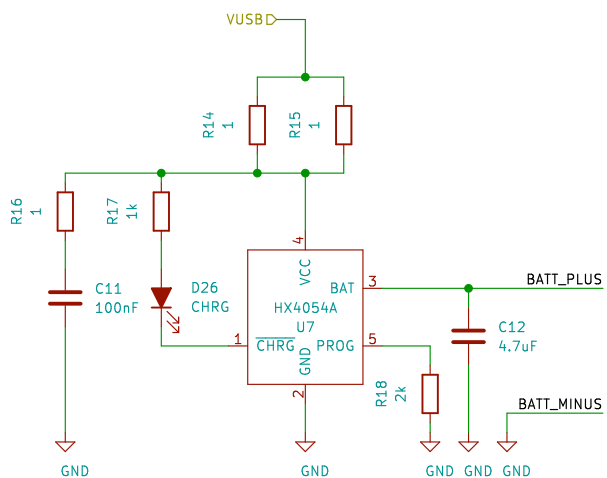 VUSB
R14
1
R15
1
R16
1
R17
1k
4
VCC
C11
100nF
D26
CHRG
BAT
3
HX4054A
U7
1
CHRG
GND
PROG
5
2
BATT_PLUS
C12
4.7uF
R18
2k
BATT_MINUS
GND
GND
GND
GND
GND